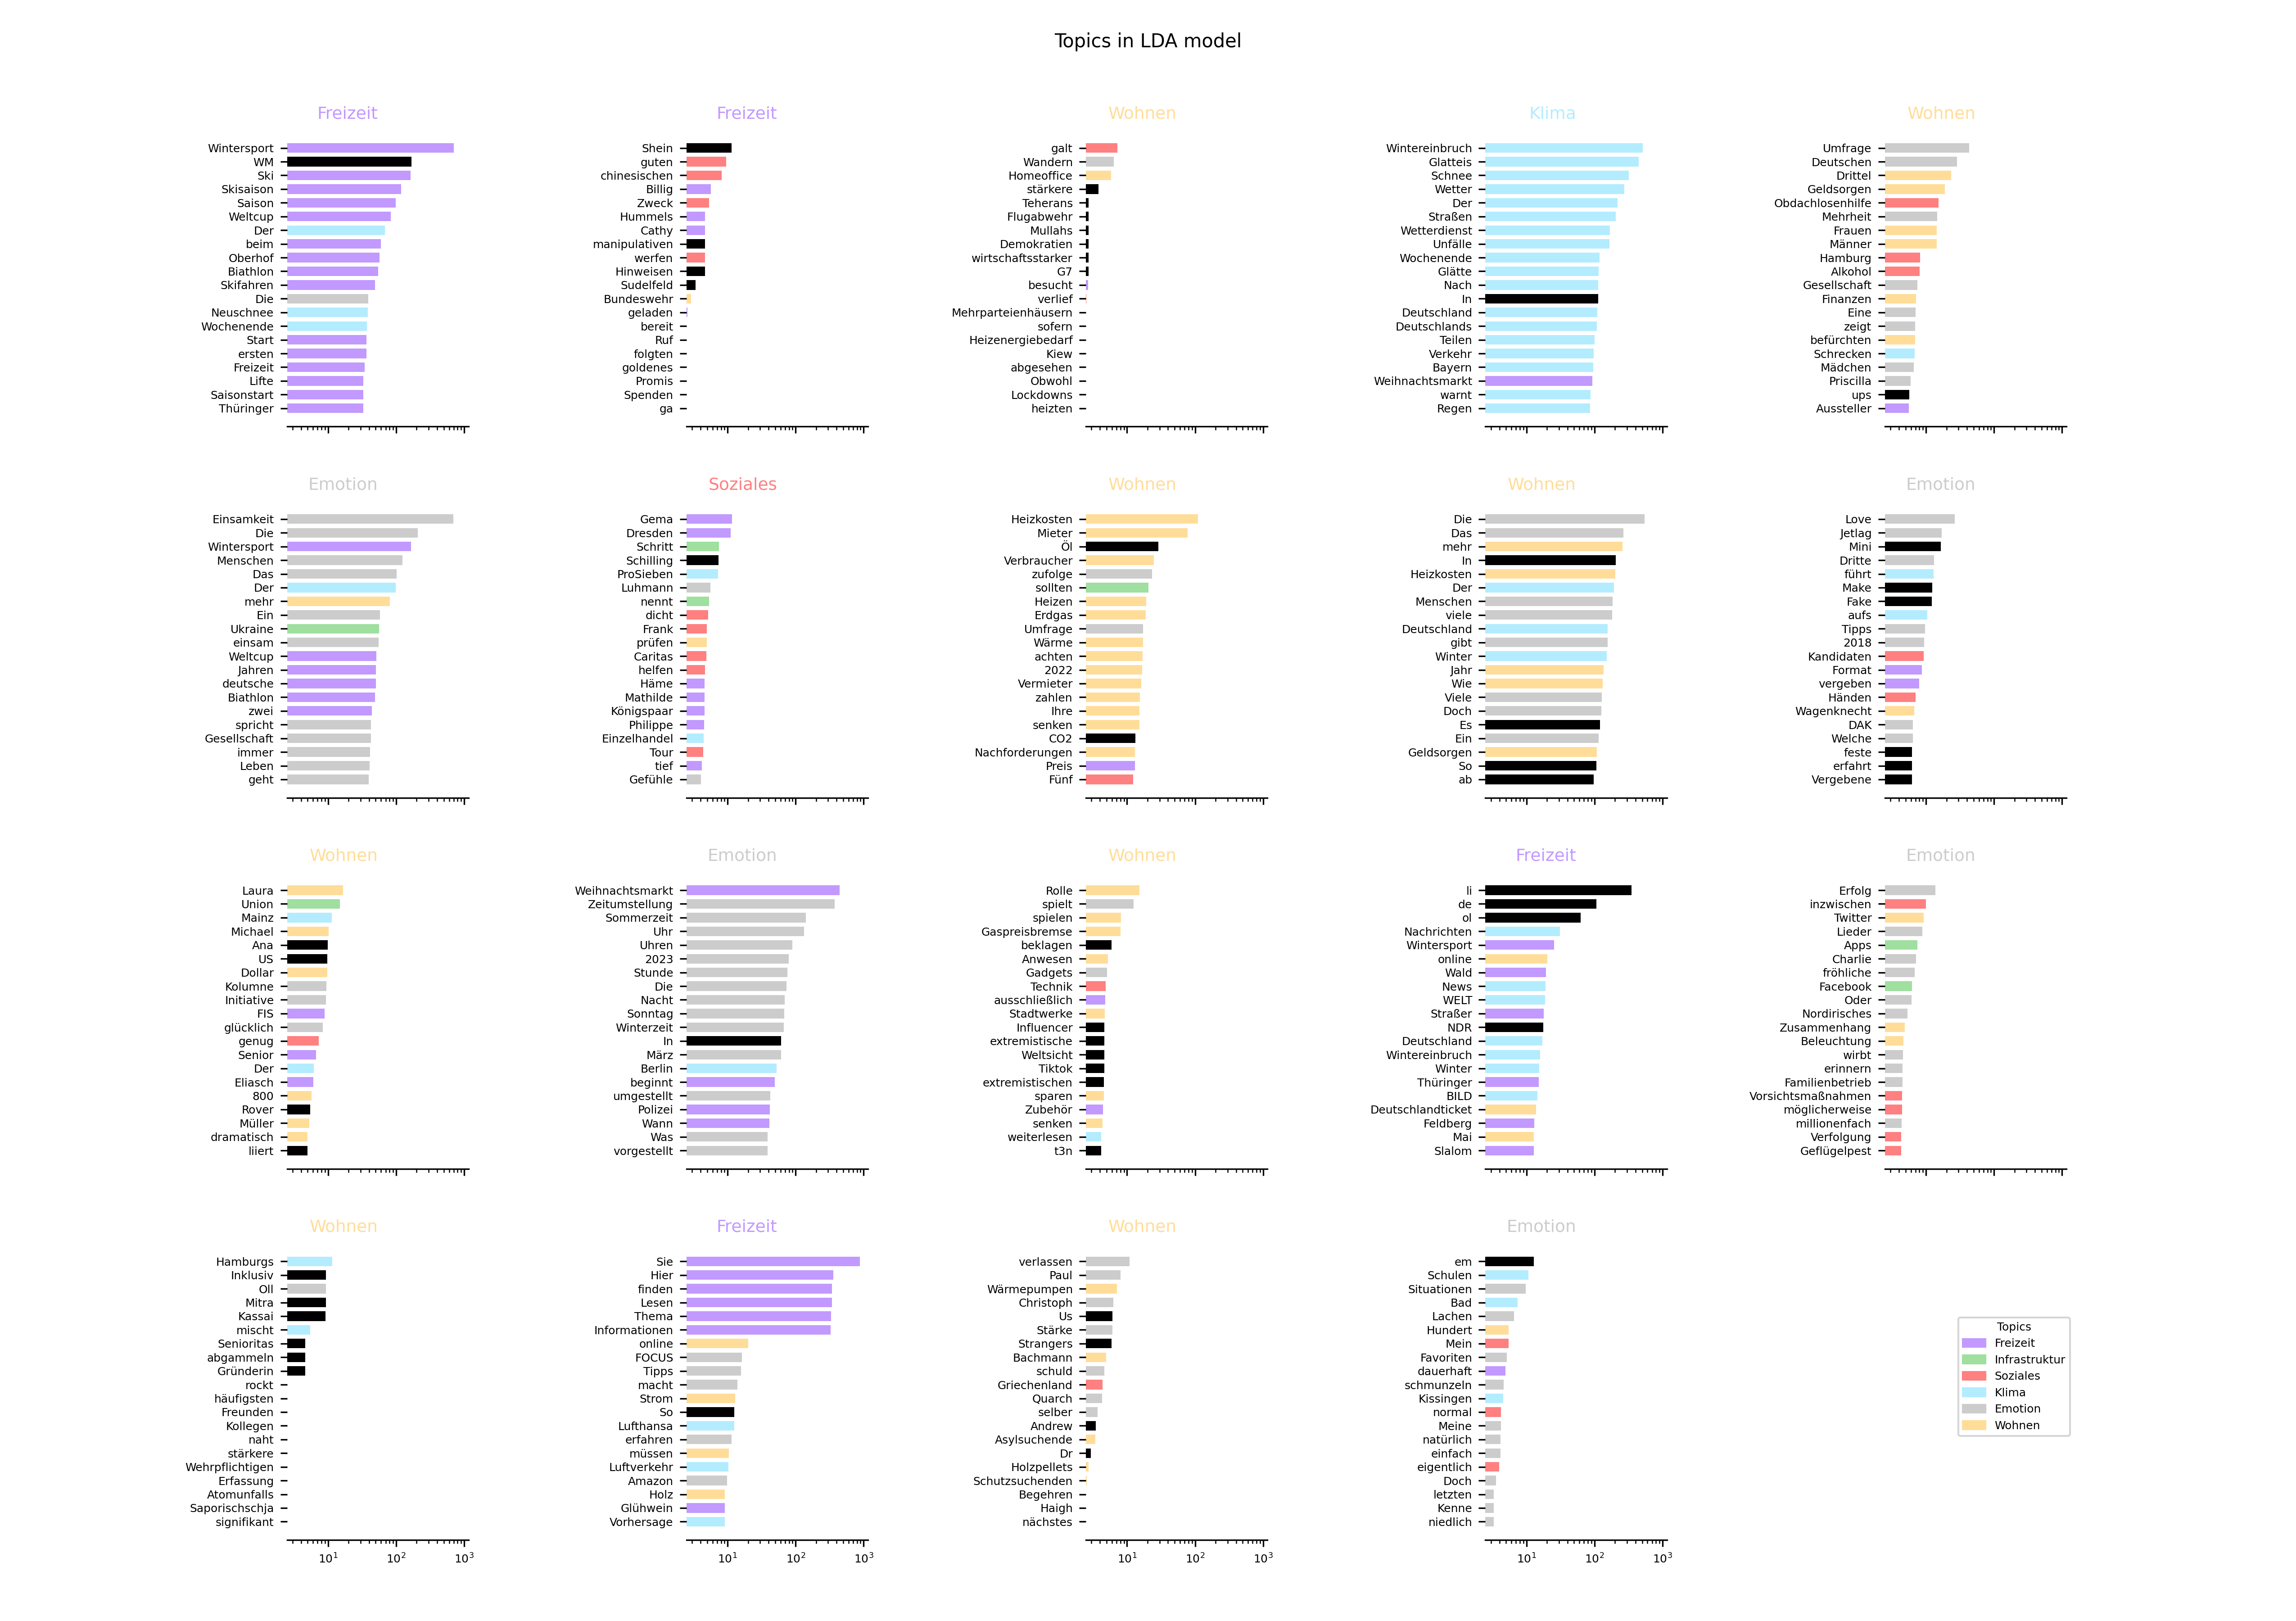 Topics in LDA model
Freizeit
Wintersport
WM
Ski
Skisaison
Saison
Weltcup
Der
beim
Oberhof
Biathlon
Skifahren
Die
Neuschnee
Wochenende
Start
ersten
Freizeit
Lifte
Saisonstart
Thüringer
Freizeit
Shein
guten
chinesischen
Billig
Zweck
Hummels
Cathy
manipulativen
werfen
Hinweisen
Sudelfeld
Bundeswehr
geladen
bereit
Ruf
folgten
goldenes
Promis
Spenden
ga
Wohnen
galt
Wandern
Homeoffice
stärkere
Teherans
Flugabwehr
Mullahs
Demokratien
wirtschaftsstarker
G7
besucht
verlief
Mehrparteienhäusern
sofern
Heizenergiebedarf
Kiew
abgesehen
Obwohl
Lockdowns
heizten
Klima
Wintereinbruch
Glatteis
Schnee
Wetter
Der
Straßen
Wetterdienst
Unfälle
Wochenende
Glätte
Nach
In
Deutschland
Deutschlands
Teilen
Verkehr
Bayern
Weihnachtsmarkt
warnt
Regen
Wohnen
Umfrage
Deutschen
Drittel
Geldsorgen
Obdachlosenhilfe
Mehrheit
Frauen
Männer
Hamburg
Alkohol
Gesellschaft
Finanzen
Eine
zeigt
befürchten
Schrecken
Mädchen
Priscilla
ups
Aussteller
Emotion
Einsamkeit
Die
Wintersport
Menschen
Das
Der
mehr
Ein
Ukraine
einsam
Weltcup
Jahren
deutsche
Biathlon
zwei
spricht
Gesellschaft
immer
Leben
geht
Soziales
Gema
Dresden
Schritt
Schilling
ProSieben
Luhmann
nennt
dicht
Frank
prüfen
Caritas
helfen
Häme
Mathilde
Königspaar
Philippe
Einzelhandel
Tour
tief
Gefühle
Wohnen
Heizkosten
Mieter
Öl
Verbraucher
zufolge
sollten
Heizen
Erdgas
Umfrage
Wärme
achten
2022
Vermieter
zahlen
Ihre
senken
CO2
Nachforderungen
Preis
Fünf
Wohnen
Die
Das
mehr
In
Heizkosten
Der
Menschen
viele
Deutschland
gibt
Winter
Jahr
Wie
Viele
Doch
Es
Ein
Geldsorgen
So
ab
Emotion
Love
Jetlag
Mini
Dritte
führt
Make
Fake
aufs
Tipps
2018
Kandidaten
Format
vergeben
Händen
Wagenknecht
DAK
Welche
feste
erfahrt
Vergebene
Wohnen
Laura
Union
Mainz
Michael
Ana
US
Dollar
Kolumne
Initiative
FIS
glücklich
genug
Senior
Der
Eliasch
800
Rover
Müller
dramatisch
liiert
Emotion
Weihnachtsmarkt
Zeitumstellung
Sommerzeit
Uhr
Uhren
2023
Stunde
Die
Nacht
Sonntag
Winterzeit
In
März
Berlin
beginnt
umgestellt
Polizei
Wann
Was
vorgestellt
Wohnen
Rolle
spielt
spielen
Gaspreisbremse
beklagen
Anwesen
Gadgets
Technik
ausschließlich
Stadtwerke
Influencer
extremistische
Weltsicht
Tiktok
extremistischen
sparen
Zubehör
senken
weiterlesen
t3n
Freizeit
li
de
ol
Nachrichten
Wintersport
online
Wald
News
WELT
Straßer
NDR
Deutschland
Wintereinbruch
Winter
Thüringer
BILD
Deutschlandticket
Feldberg
Mai
Slalom
Emotion
Erfolg
inzwischen
Twitter
Lieder
Apps
Charlie
fröhliche
Facebook
Oder
Nordirisches
Zusammenhang
Beleuchtung
wirbt
erinnern
Familienbetrieb
Vorsichtsmaßnahmen
möglicherweise
millionenfach
Verfolgung
Geflügelpest
Wohnen
Hamburgs
Inklusiv
Oll
Mitra
Kassai
mischt
Senioritas
abgammeln
Gründerin
rockt
häufigsten
Freunden
Kollegen
naht
stärkere
Wehrpflichtigen
Erfassung
Atomunfalls
Saporischschja
signifikant
10¹ 10² 10³
Freizeit
Sie
Hier
finden
Lesen
Thema
Informationen
online
FOCUS
Tipps
macht
Strom
So
Lufthansa
erfahren
müssen
Luftverkehr
Amazon
Holz
Glühwein
Vorhersage
10¹ 10² 10³
Wohnen
verlassen
Paul
Wärmepumpen
Christoph
Us
Stärke
Strangers
Bachmann
schuld
Griechenland
Quarch
selber
Andrew
Asylsuchende
Dr
Holzpellets
Schutzsuchenden
Begehren
Haigh
nächstes
10¹ 10² 10³
Emotion
em
Schulen
Situationen
Bad
Lachen
Hundert
Mein
Favoriten
dauerhaft
schmunzeln
Kissingen
normal
Meine
natürlich
einfach
eigentlich
Doch
letzten
Kenne
niedlich
10¹ 10² 10³
Topics
Freizeit
Infrastruktur
Soziales
Klima
Emotion
Wohnen